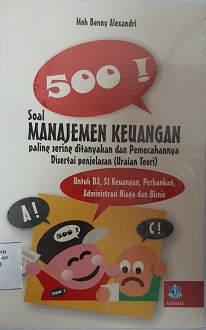 Moh Benny Alexandri
500 !
Soal
MANAJEMEN KEUANGAN
paling sering ditanyakan dan Pemecahannya
Disertai penjelasan (Uraian Teori)
Untuk D3, S1 Keuangan, Perbankan,
Administrasi Niaga dan Bisnis
A!
500 !
C!
ALFABETA